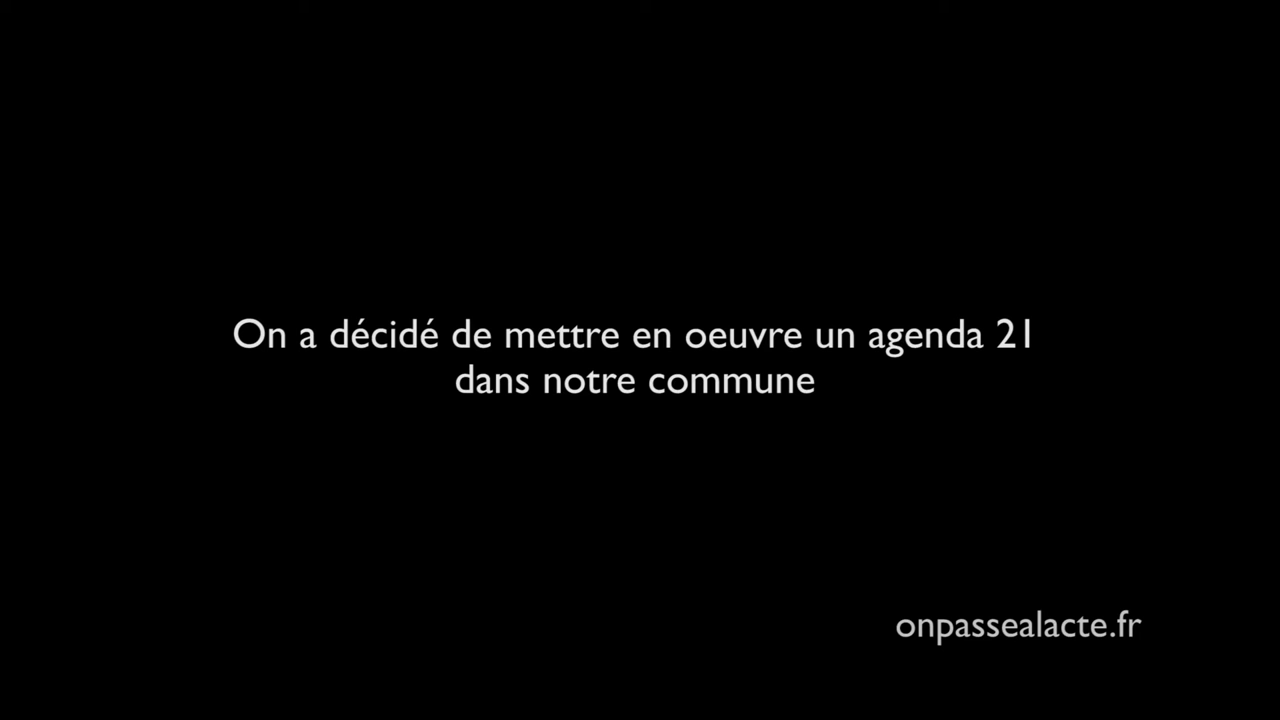 On a décidé de mettre en oeuvre un agenda 21
dans notre commune
onpassealacte.fr